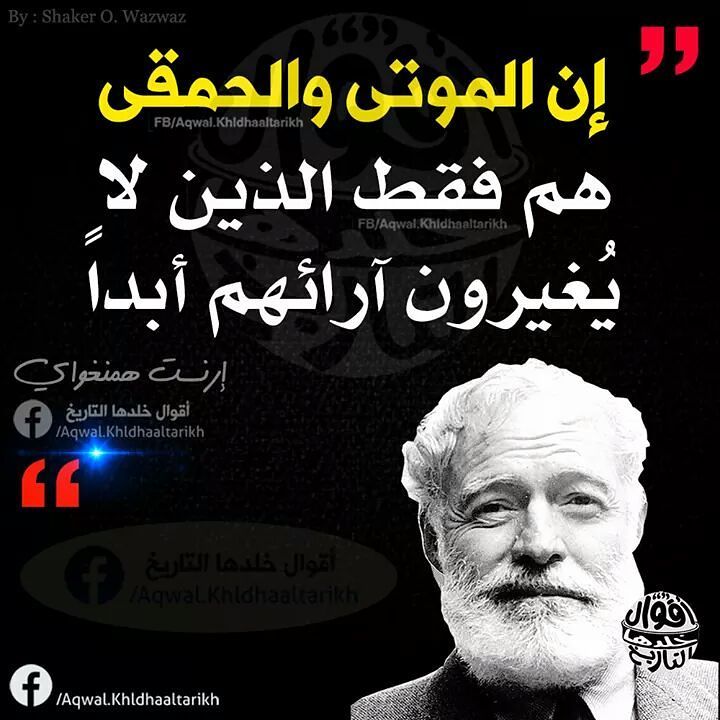 By : Shaker O. Wazwaz
إن الموتى والحمقى
FB/Aqwal.Khldhaaltarikh
هم فقط الذين لا
FB/Aqwal.Khldhaaltarikh
يُغيرون آرائهم أبداً
إرنست همنغواي
أقوال خلدها التاريخ
/Aqwal.Khldhaaltarikh
أقوال خلدها التاريخ
/Aqwal.Khldhaaltarikh
أقوال
خلدها
التاريخ
/Aqwal.Khldhaaltarikh